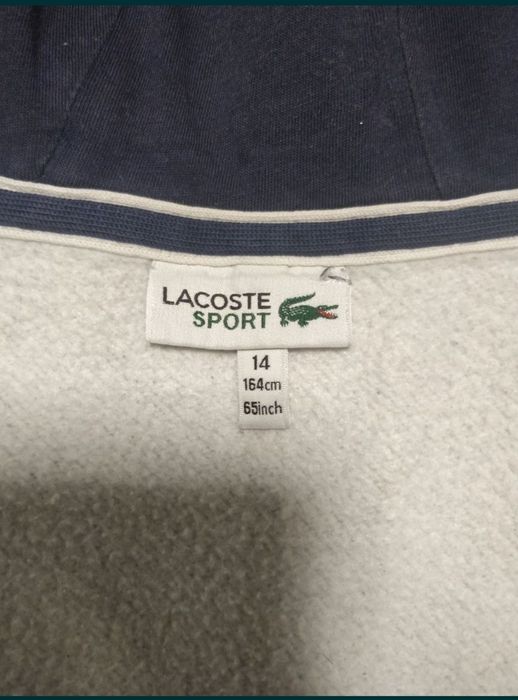 LACOSTE
SPORT
14
164cm
65inch